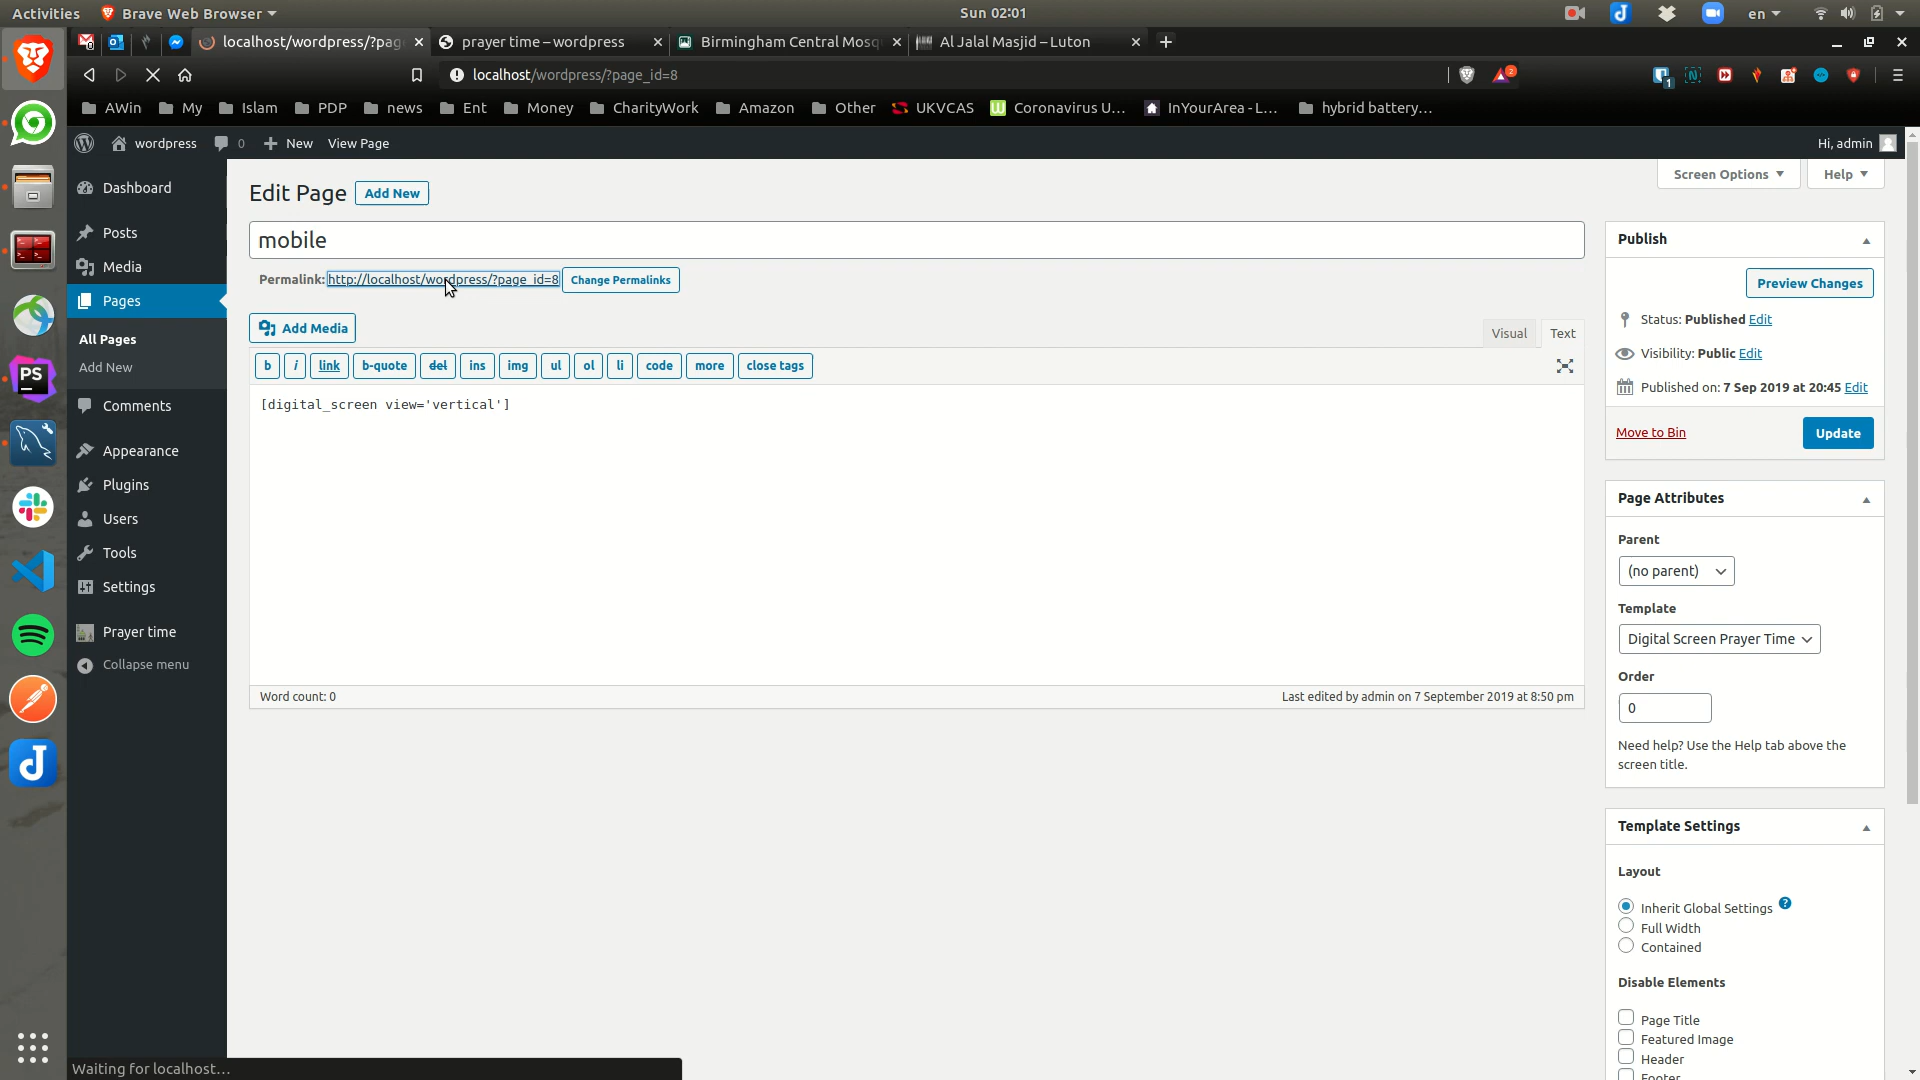 Activities Brave Web Browser Sun 02:01 en
localhost/wordpress/?pag prayer time – wordpress Birmingham Central Mosq Al Jalal Masjid – Luton
localhost/wordpress/?page_id=8 2 1
AWin My Islam PDP news Ent Money CharityWork Amazon Other UKVCAS Coronavirus U… InYourArea - L… hybrid battery…
wordpress 0 New View Page Hi, admin
Screen Options Help
Dashboard
Posts
Media
Pages
All Pages
Add New
Comments
Appearance
Plugins
Users
Tools
Settings
Prayer time
Collapse menu
Edit Page Add New
mobile
Permalink: http://localhost/wordpress/?page_id=8 Change Permalinks
Add Media Visual Text
b i link b-quote del ins img ul ol li code more close tags
[digital_screen view='vertical']
Word count: 0 Last edited by admin on 7 September 2019 at 8:50 pm
Publish
Preview Changes
Status: Published Edit
Visibility: Public Edit
Published on: 7 Sep 2019 at 20:45 Edit
Move to Bin Update
Page Attributes
Parent
(no parent)
Template
Digital Screen Prayer Time
Order
0
Need help? Use the Help tab above the
screen title.
Template Settings
Layout
Inherit Global Settings ?
Full Width
Contained
Disable Elements
Page Title
Featured Image
Header
Footer
PS
Waiting for localhost…